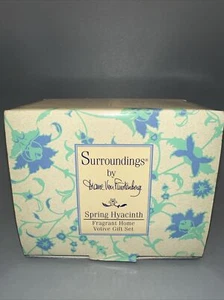 Surroundings®
by
Diane Von Furstenberg
Spring Hyacinth
Fragrant Home
Votive Gift Set